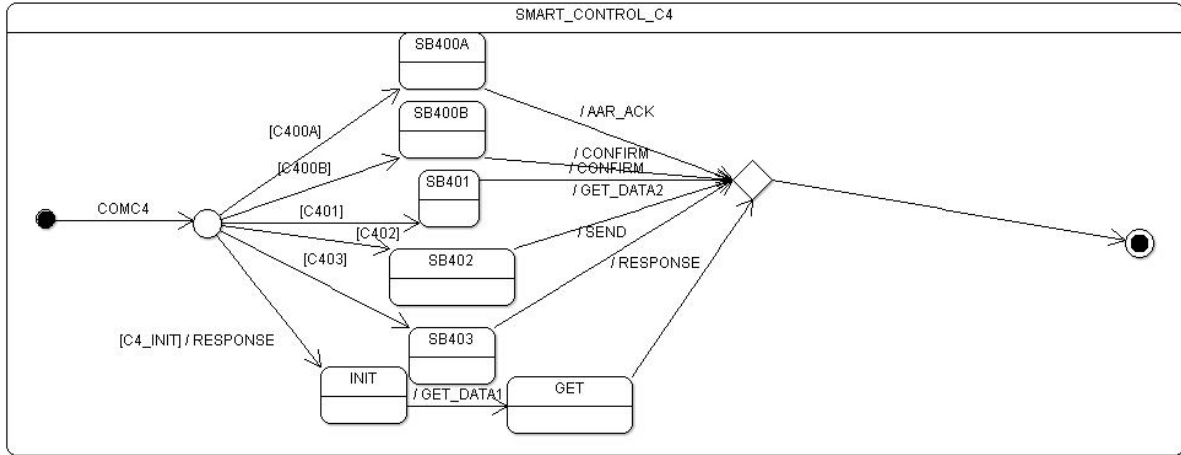 SMART_CONTROL_C4
SB400A
/ AAR_ACK
[C400A]
SB400B
/ CONFIRM
[C400B]
/ CONFIRM
SB401
/ GET_DATA2
COMC4
[C401]
[C402]
/ SEND
[C403]
SB402
/ RESPONSE
[C4_INIT] / RESPONSE
SB403
INIT
/ GET_DATA1
GET